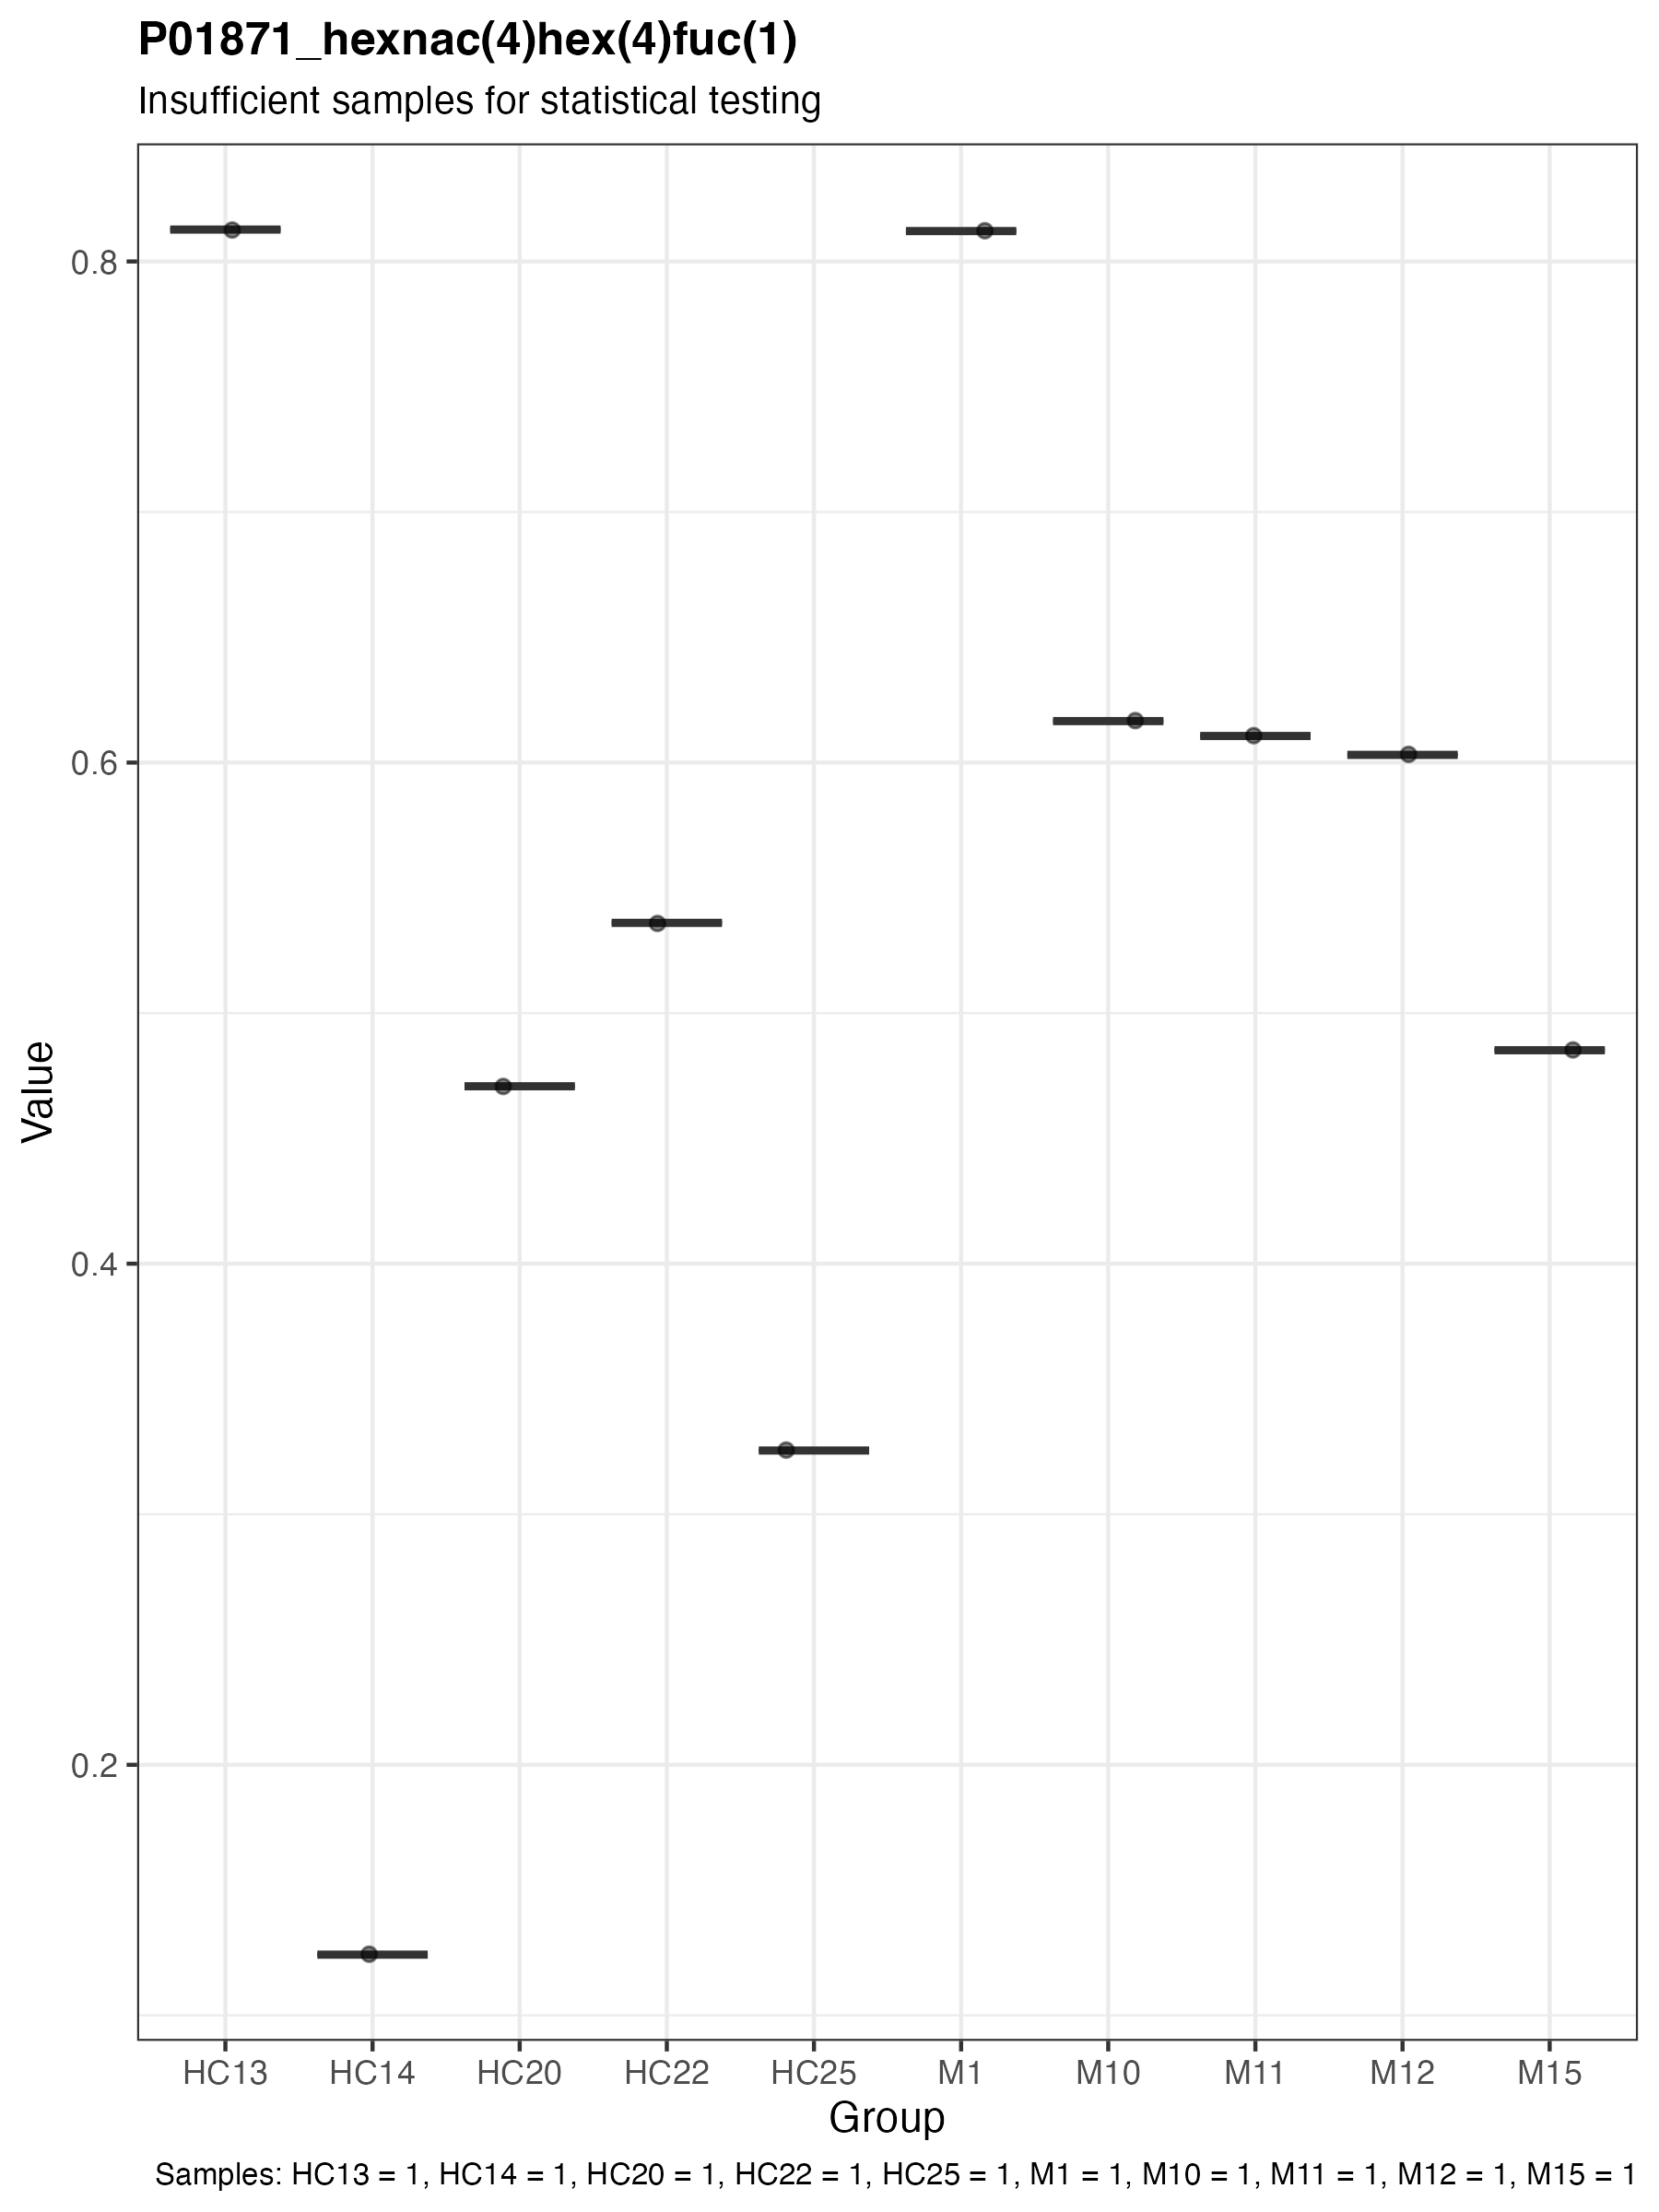 P01871_hexnac(4)hex(4)fuc(1)
Insufficient samples for statistical testing
Value
0.8
0.6
0.4
0.2
HC13 HC14 HC20 HC22 HC25 M1 M10 M11 M12 M15
Group
Samples: HC13 = 1, HC14 = 1, HC20 = 1, HC22 = 1, HC25 = 1, M1 = 1, M10 = 1, M11 = 1, M12 = 1, M15 = 1